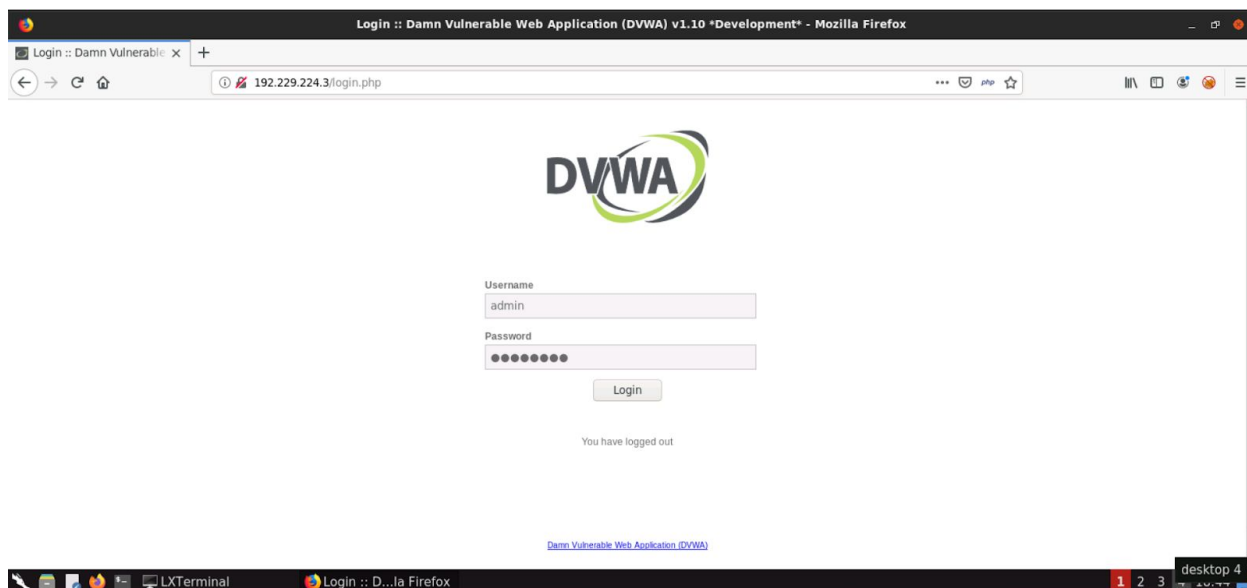 Login :: Damn Vulnerable Web Application (DVWA) v1.10 *Development* - Mozilla Firefox
Login :: Damn Vulnerable
192.229.224.3/login.php
php
DVWA
Username
admin
Password
Login
You have logged out
Damn Vulnerable Web Application (DVWA)
desktop 4
LXTerminal
Login :: D...la Firefox
1 2 3 4